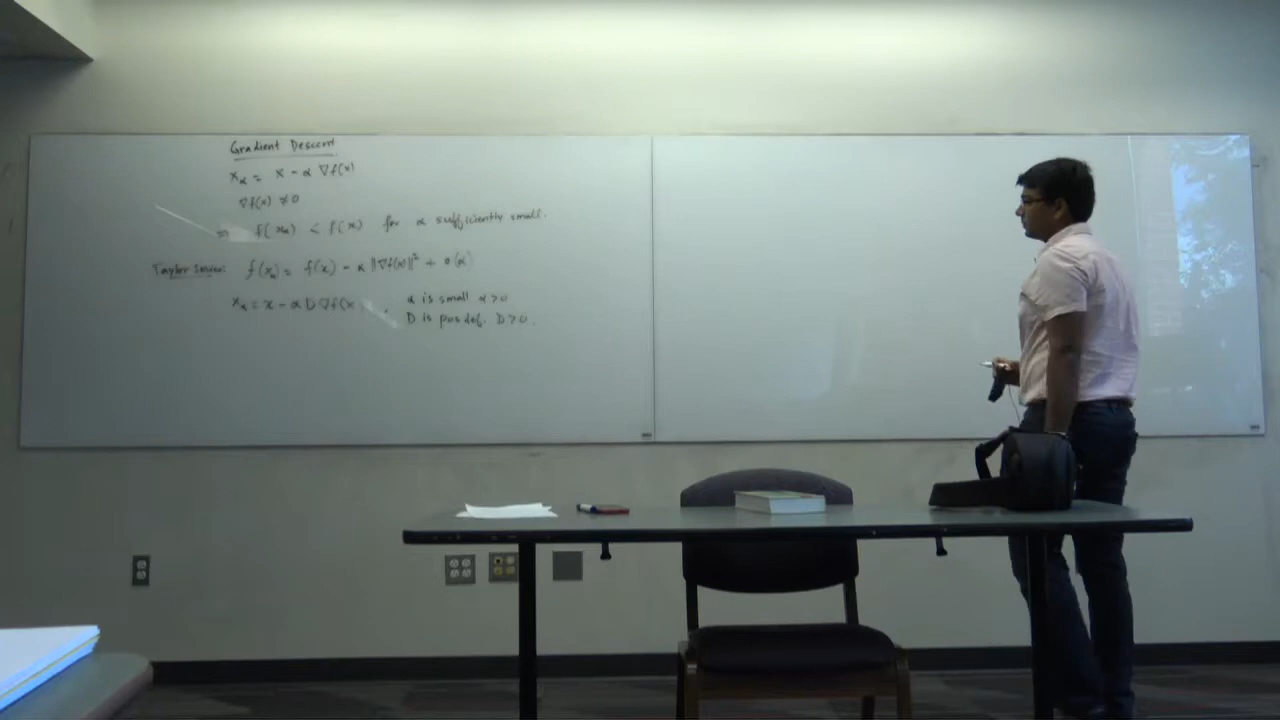 Gradient Descent
x_α = x - α ∇f(x)
∇f(x) ≠ 0
⇒ f(x_α) < f(x) for α sufficiently small.
Taylor Series: f(x_α) = f(x) - α ||∇f(x)||² + o(α)
x_α = x - α D ∇f(x) , α is small α>0
D is pos def. D>0.